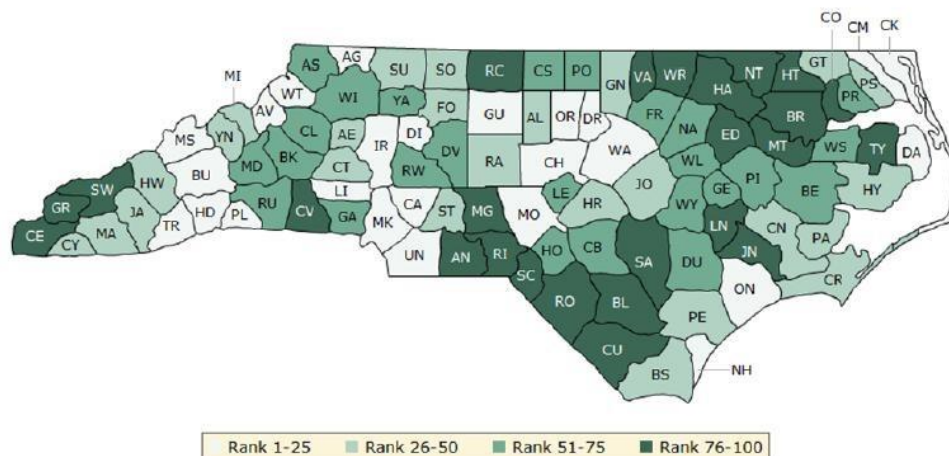 CO
CM
CK
MI
AS
AG
SU
SO
RC
CS
PO
GN
VA
WR
NT
HT
GT
PS
WT
WI
YA
FO
GU
AL
OR
DR
FR
HA
BR
PR
AV
MS
YN
CL
AE
IR
DI
DV
RA
CH
WA
NA
ED
MT
WS
TY
DA
MD
BK
CT
RW
BU
SW
HW
LI
CA
ST
MG
MO
LE
HR
JO
WL
GE
PI
BE
HY
GR
JA
RU
CV
GA
MK
WY
CE
CY
MA
TR
HD
PL
UN
AN
RI
HO
CB
SA
DU
LN
JN
CN
PA
CR
SC
RO
BL
ON
PE
CU
BS
NH
Rank 1-25 Rank 26-50 Rank 51-75 Rank 76-100